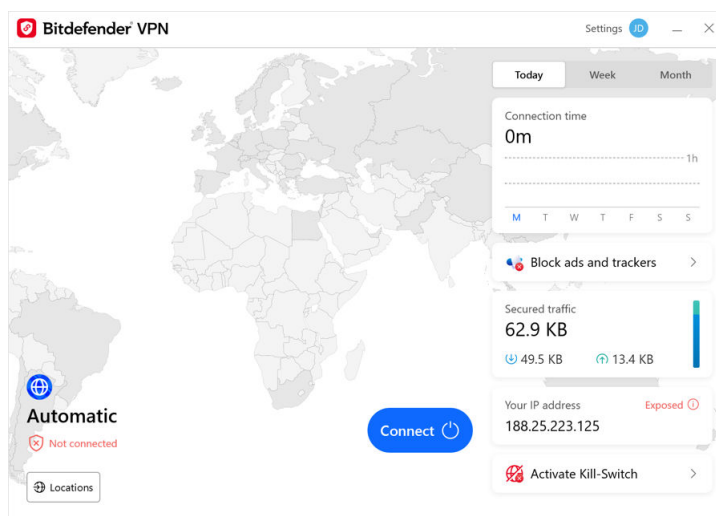 Bitdefender® VPN
Settings JD
Today Week Month
Connection time
0m
1h
M T W T F S S
Block ads and trackers
Secured traffic
62.9 KB
49.5 KB 13.4 KB
Your IP address Exposed
188.25.223.125
Activate Kill-Switch
Automatic
Not connected
Connect
Locations